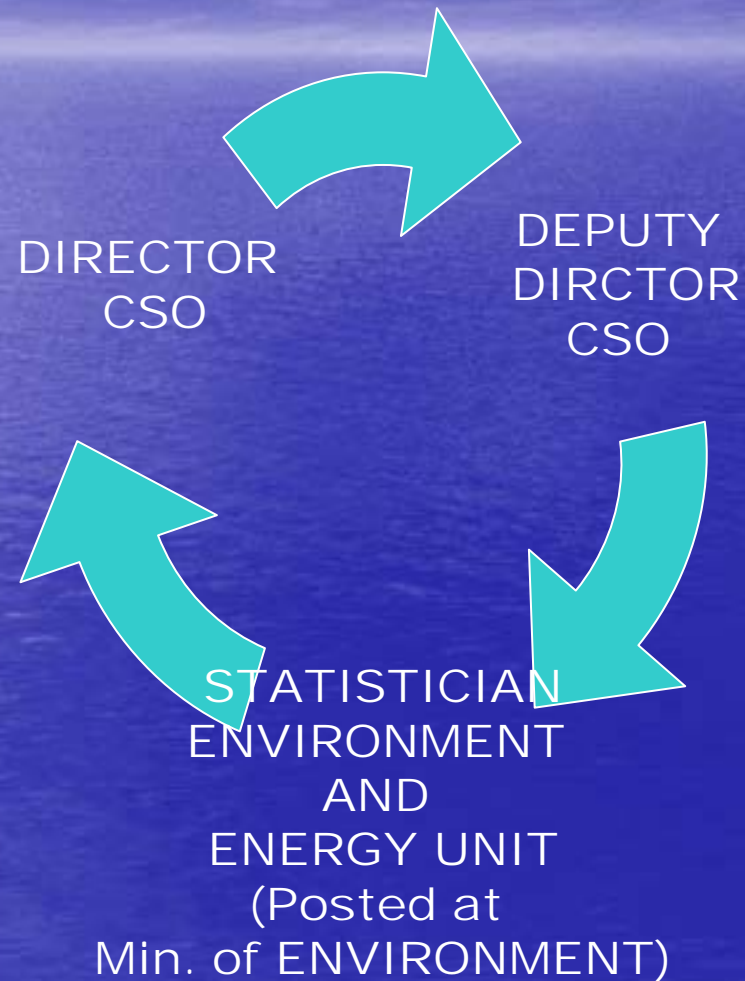 DIRECTOR
CSO
DEPUTY
DIRCTOR
CSO
STATISTICIAN
ENVIRONMENT
AND
ENERGY UNIT
(Posted at
Min. of ENVIRONMENT)